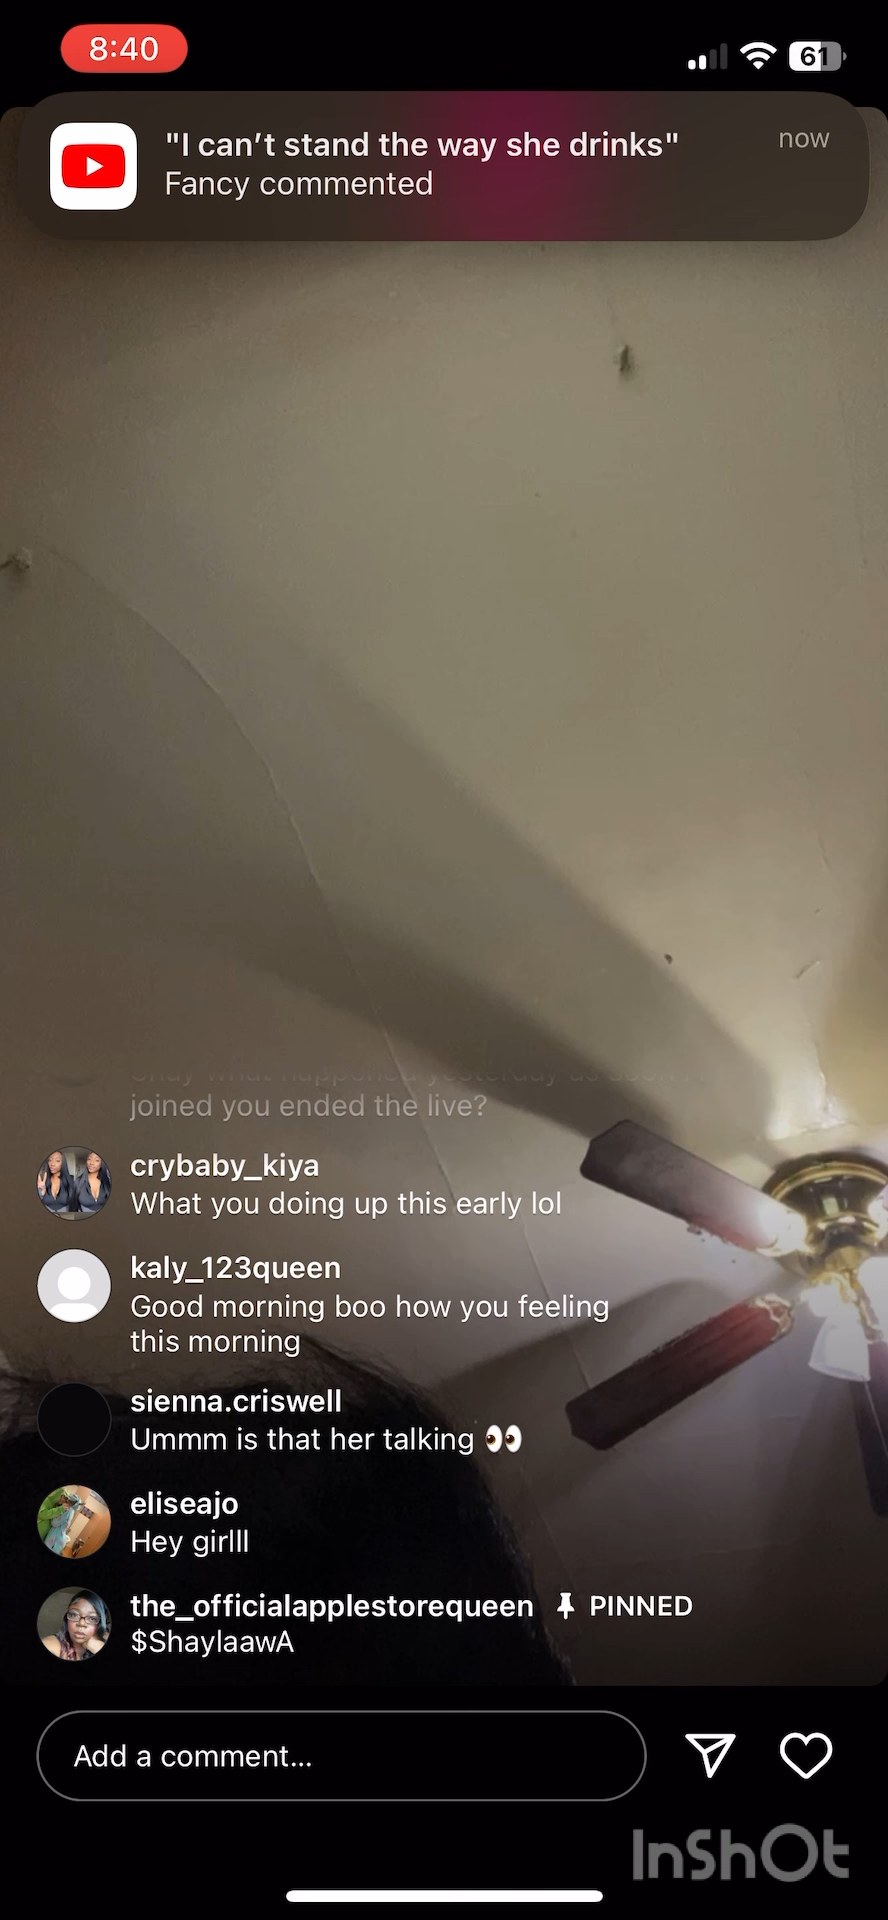 8:40
61
"I can’t stand the way she drinks"
now
Fancy commented
joined you ended the live?
crybaby_kiya
What you doing up this early lol
kaly_123queen
Good morning boo how you feeling
this morning
sienna.criswell
Ummm is that her talking 👀
eliseajo
Hey girlll
the_officialapplestorequeen PINNED
$ShaylaawA
Add a comment...
InShOt